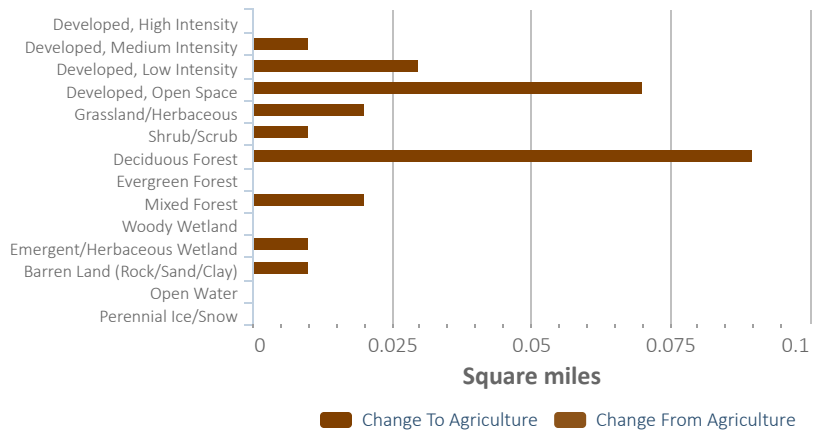 Developed, High Intensity
Developed, Medium Intensity
Developed, Low Intensity
Developed, Open Space
Grassland/Herbaceous
Shrub/Scrub
Deciduous Forest
Evergreen Forest
Mixed Forest
Woody Wetland
Emergent/Herbaceous Wetland
Barren Land (Rock/Sand/Clay)
Open Water
Perennial Ice/Snow
0 0.025 0.05 0.075 0.1
Square miles
Change To Agriculture Change From Agriculture